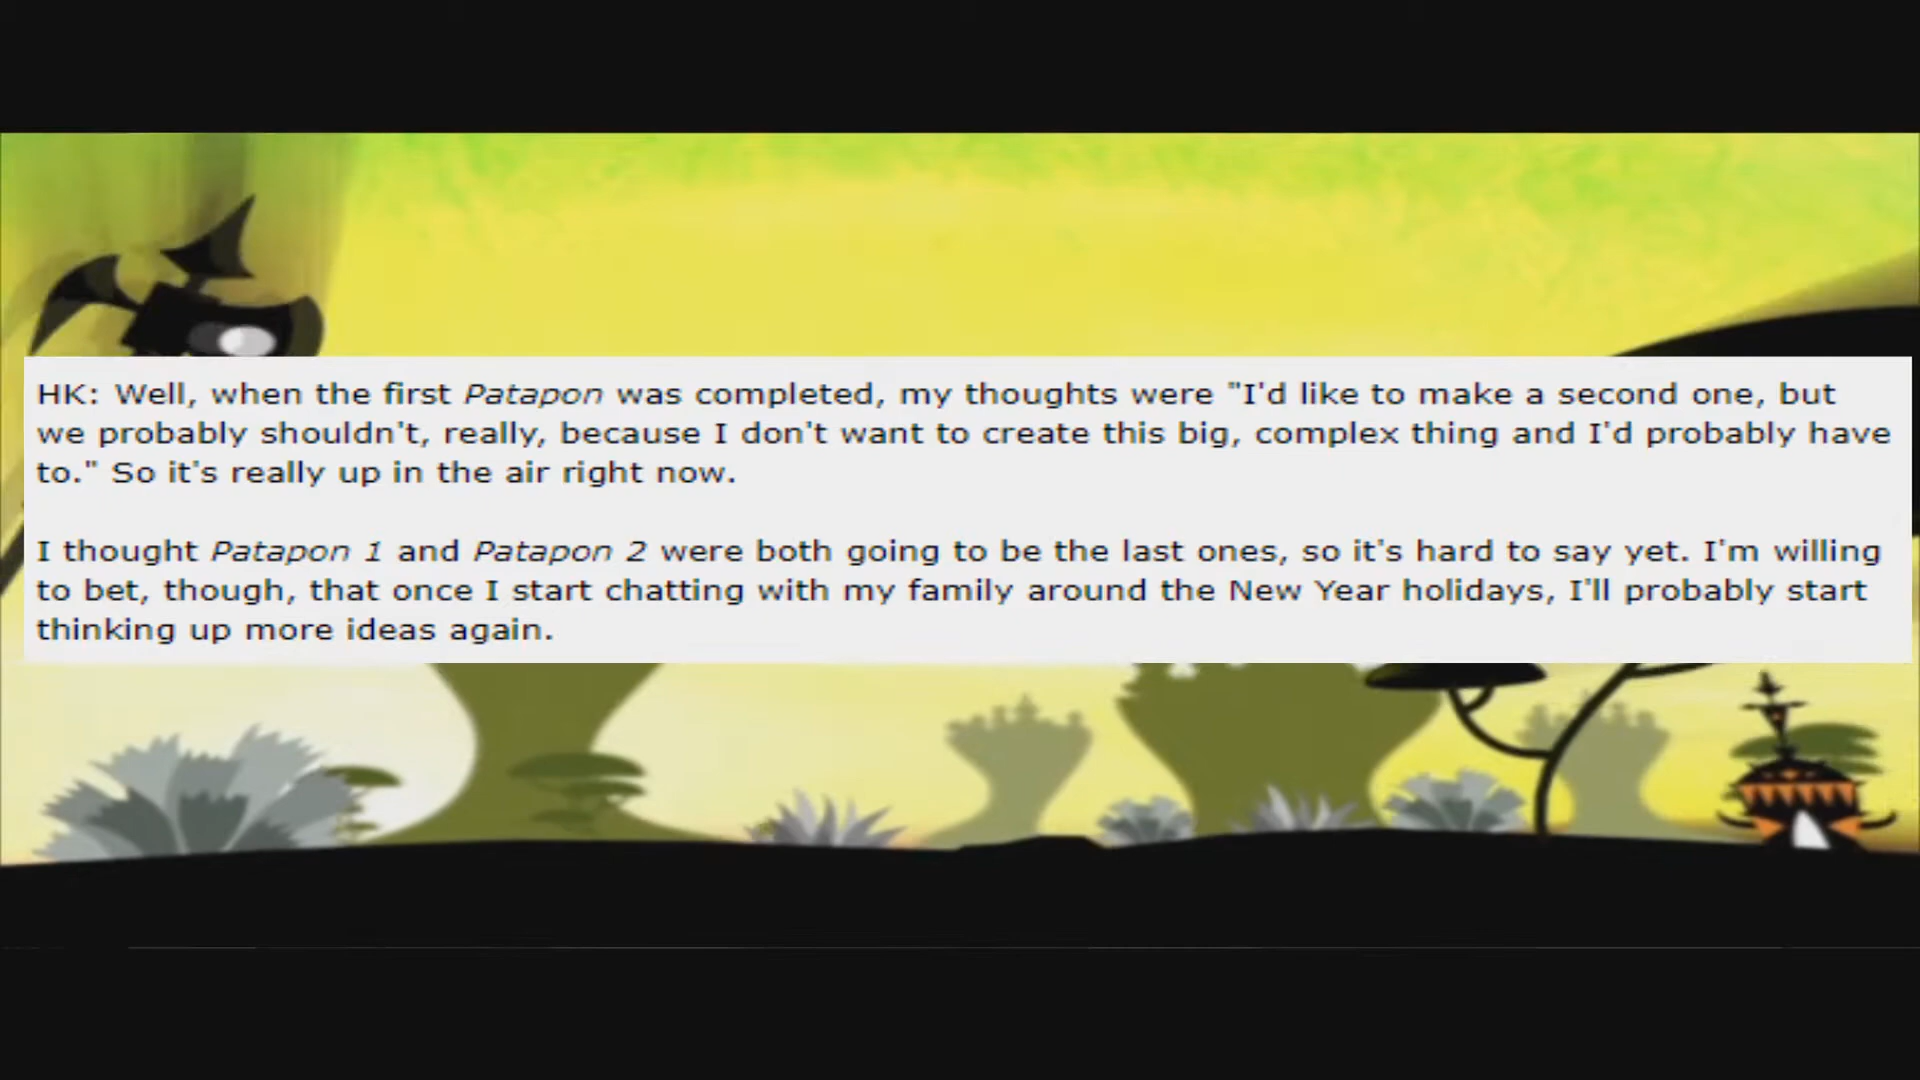 HK: Well, when the first Patapon was completed, my thoughts were "I'd like to make a second one, but
we probably shouldn't, really, because I don't want to create this big, complex thing and I'd probably have
to." So it's really up in the air right now.
I thought Patapon 1 and Patapon 2 were both going to be the last ones, so it's hard to say yet. I'm willing
to bet, though, that once I start chatting with my family around the New Year holidays, I'll probably start
thinking up more ideas again.